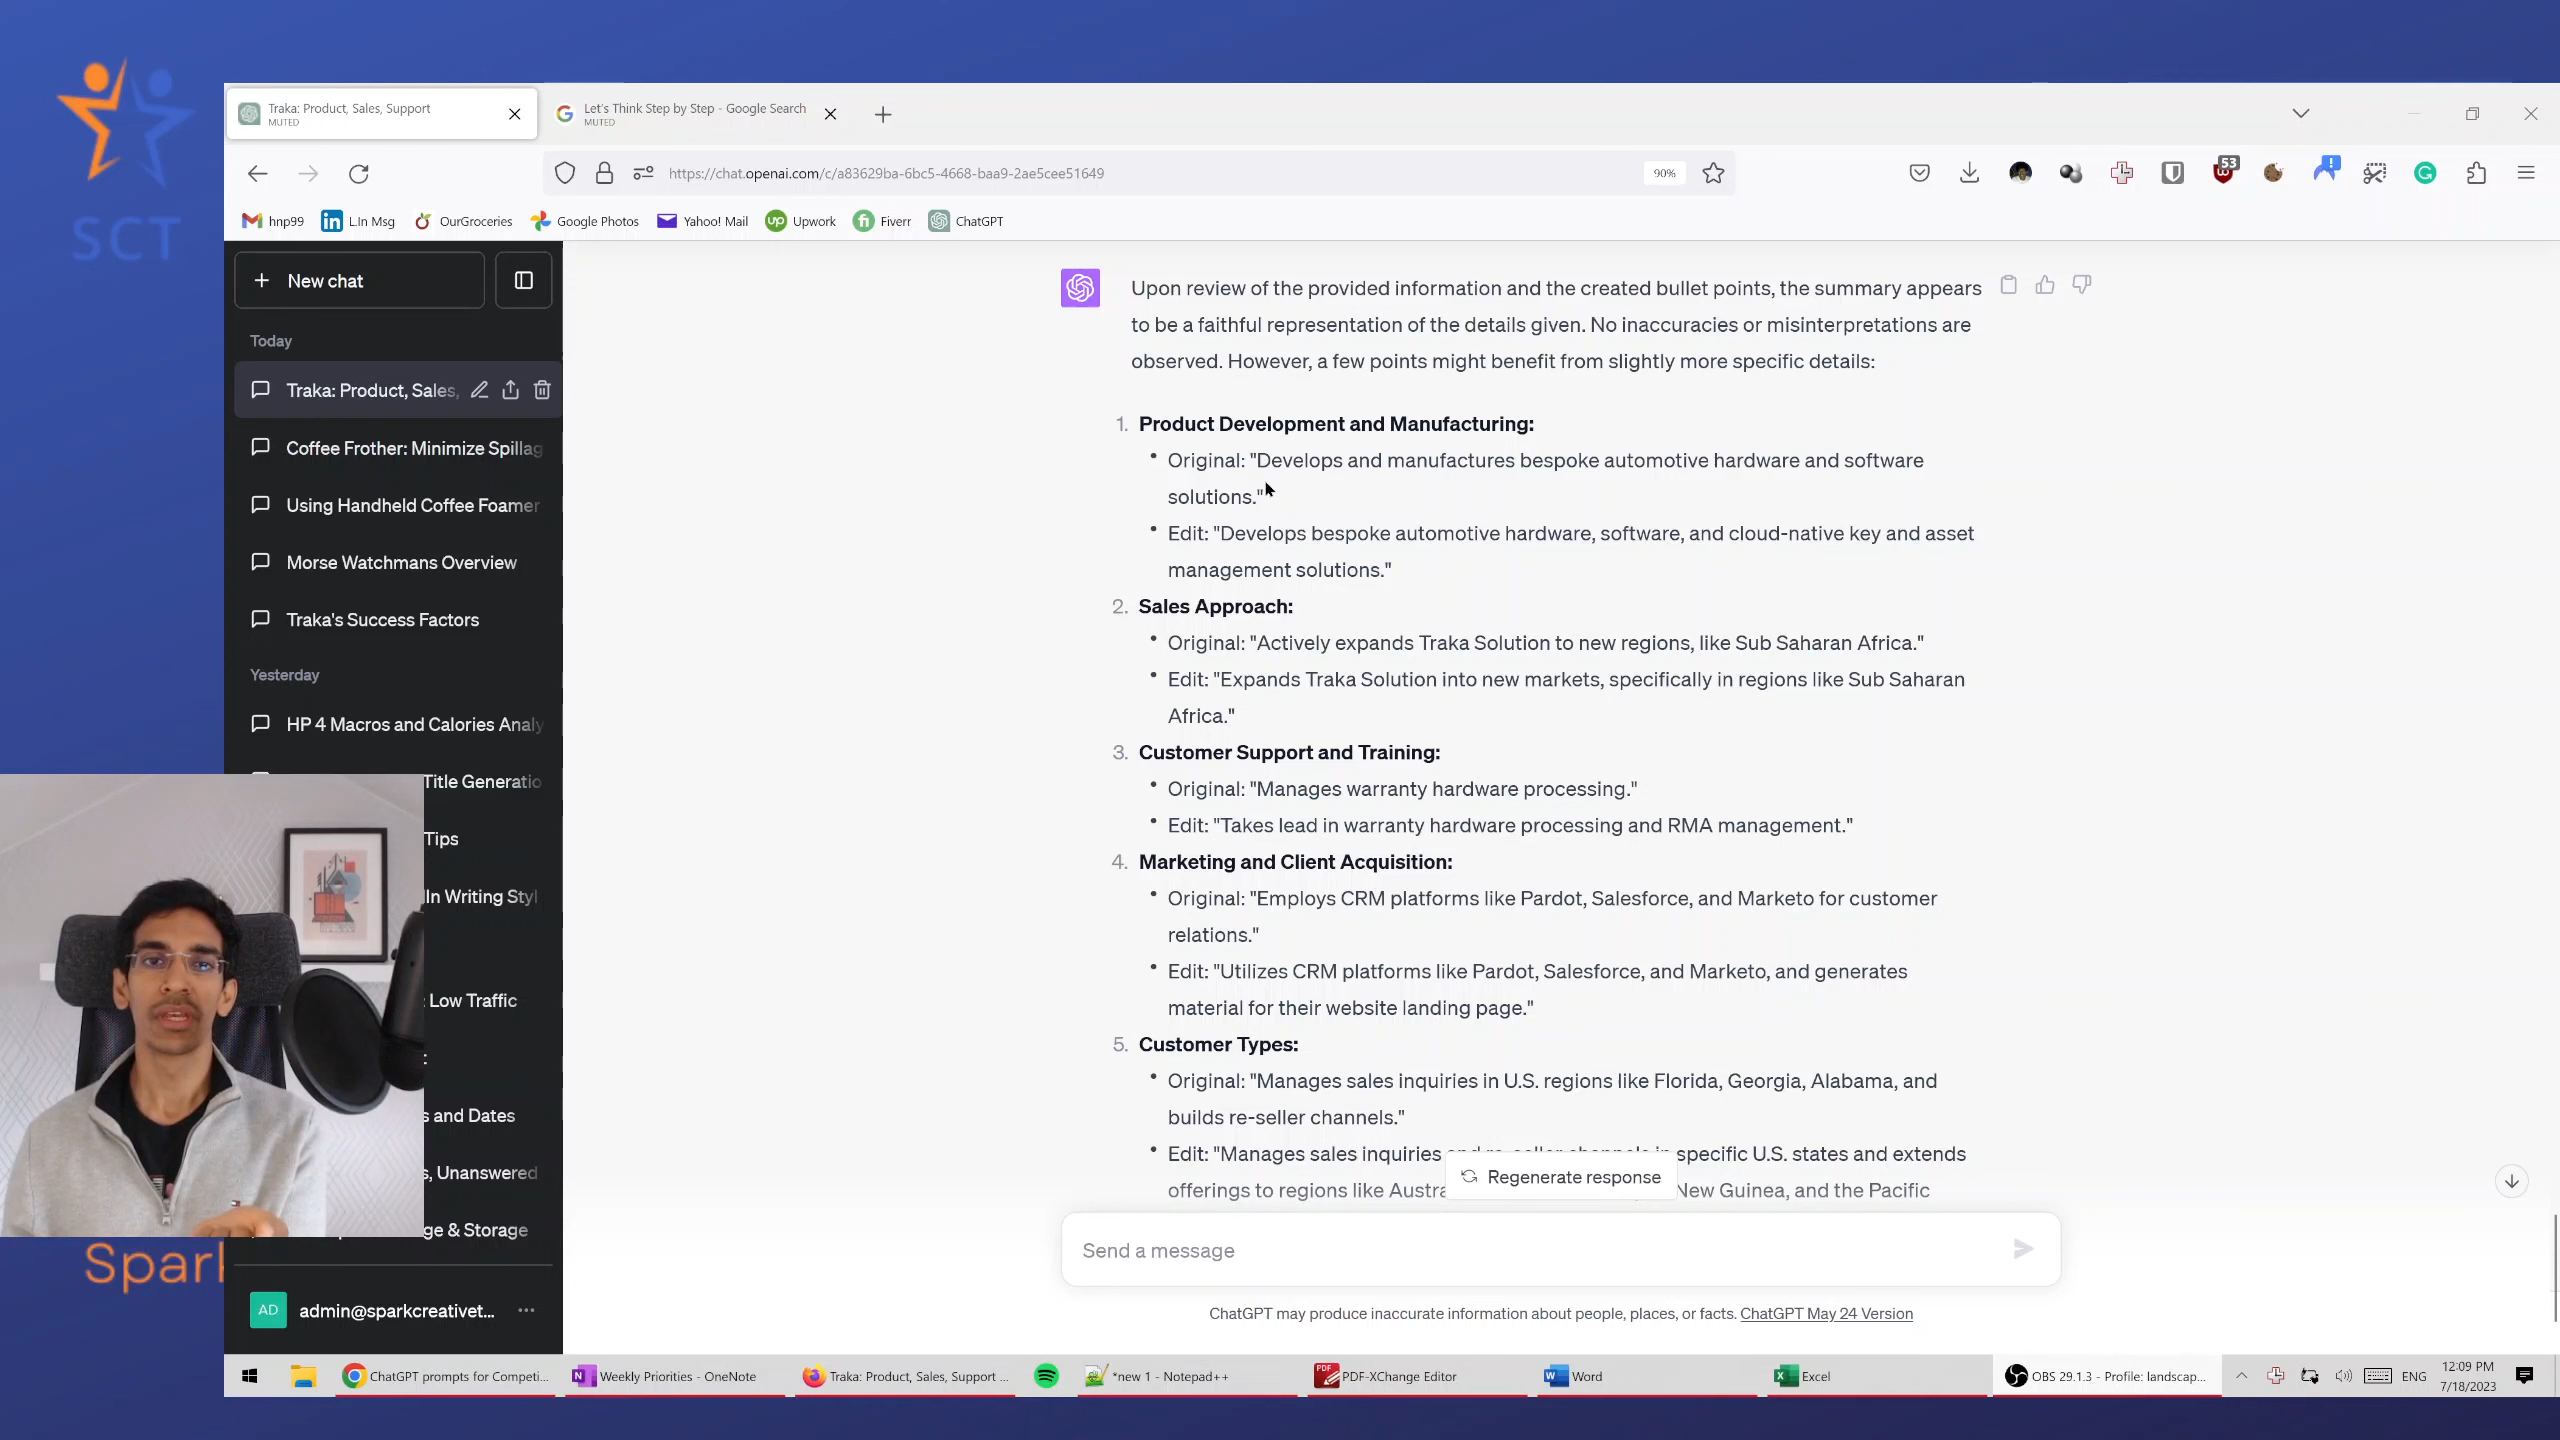 SCT
Traka: Product, Sales, Support
MUTED
Let's Think Step by Step - Google Search
MUTED
https://chat.openai.com/c/a83629ba-6bc5-4668-baa9-2ae5cee51649
90%
53
hnp99
L.In Msg
OurGroceries
Google Photos
Yahoo! Mail
Upwork
Fiverr
ChatGPT
New chat
Today
Traka: Product, Sales,
Coffee Frother: Minimize Spillag
Using Handheld Coffee Foamer
Morse Watchmans Overview
Traka's Success Factors
Yesterday
HP 4 Macros and Calories Analy
Title Generatio
Tips
In Writing Styl
: Low Traffic
:
s and Dates
s, Unanswered
ge & Storage
Spark
AD
admin@sparkcreativet...
Upon review of the provided information and the created bullet points, the summary appears
to be a faithful representation of the details given. No inaccuracies or misinterpretations are
observed. However, a few points might benefit from slightly more specific details:
1. Product Development and Manufacturing:
• Original: "Develops and manufactures bespoke automotive hardware and software
solutions."
• Edit: "Develops bespoke automotive hardware, software, and cloud-native key and asset
management solutions."
2. Sales Approach:
• Original: "Actively expands Traka Solution to new regions, like Sub Saharan Africa."
• Edit: "Expands Traka Solution into new markets, specifically in regions like Sub Saharan
Africa."
3. Customer Support and Training:
• Original: "Manages warranty hardware processing."
• Edit: "Takes lead in warranty hardware processing and RMA management."
4. Marketing and Client Acquisition:
• Original: "Employs CRM platforms like Pardot, Salesforce, and Marketo for customer
relations."
• Edit: "Utilizes CRM platforms like Pardot, Salesforce, and Marketo, and generates
material for their website landing page."
5. Customer Types:
• Original: "Manages sales inquiries in U.S. regions like Florida, Georgia, Alabama, and
builds re-seller channels."
• Edit: "Manages sales inquiries and re-seller channels in specific U.S. states and extends
offerings to regions like Austra New Guinea, and the Pacific
Regenerate response
Send a message
ChatGPT may produce inaccurate information about people, places, or facts. ChatGPT May 24 Version
ChatGPT prompts for Competi...
Weekly Priorities - OneNote
Traka: Product, Sales, Support ...
*new 1 - Notepad++
PDF-XChange Editor
Word
Excel
OBS 29.1.3 - Profile: landscap...
ENG
12:09 PM
7/18/2023